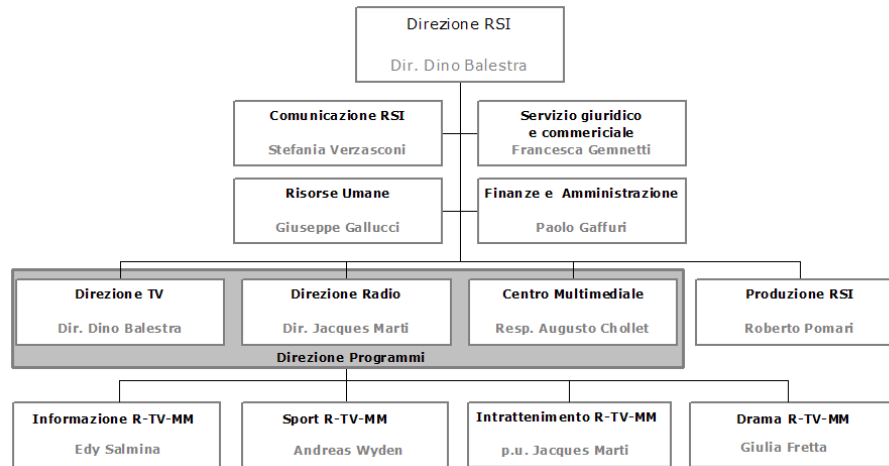 Direzione RSI
Dir. Dino Balestra
Comunicazione RSI
Stefania Verzasconi
Servizio giuridico
e commericiale
Francesca Gemnetti
Risorse Umane
Giuseppe Gallucci
Finanze e Amministrazione
Paolo Gaffuri
Direzione TV
Dir. Dino Balestra
Direzione Radio
Dir. Jacques Marti
Centro Multimediale
Resp. Augusto Chollet
Produzione RSI
Roberto Pomari
Direzione Programmi
Informazione R-TV-MM
Edy Salmina
Sport R-TV-MM
Andreas Wyden
Intrattenimento R-TV-MM
p.u. Jacques Marti
Drama R-TV-MM
Giulia Fretta